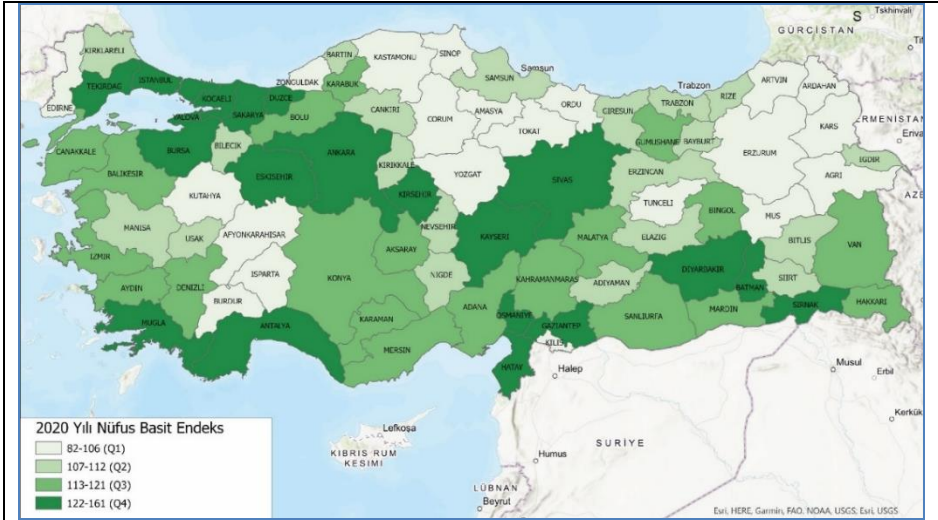 S
Tskhinvali
GÜRCİSTAN
KIRKLARELİ
BARTIN
KASTAMONU
SİNOP
Samsun
ZONGULDAK
SAMSUN
Trabzon
ARTVİN
ARDAHAN
TEKİRDAĞ
İSTANBUL
KOCAELİ
DÜZCE
KARABÜK
EDİRNE
YALOVA
SAKARYA
BOLU
ÇANKIRI
ÇORUM
AMASYA
ORDU
GİRESUN
TRABZON
RİZE
KARS
ERMENİSTAN
TOKAT
GÜMÜŞHANE
BAYBURT
ÇANAKKALE
BURSA
BİLECİK
ANKARA
KIRIKKALE
ERZURUM
IĞDIR
BALIKESİR
ESKİŞEHİR
YOZGAT
SİVAS
ERZİNCAN
AĞRI
KÜTAHYA
KIRŞEHİR
TUNCELİ
BİNGÖL
MUŞ
MANİSA
UŞAK
AFYONKARAHİSAR
NEVŞEHİR
KAYSERİ
MALATYA
ELAZIĞ
BİTLİS
VAN
İZMİR
KONYA
AKSARAY
ISPARTA
NİĞDE
KAHRAMANMARAŞ
ADIYAMAN
DİYARBAKIR
BATMAN
SİİRT
AYDIN
DENİZLİ
BURDUR
ADANA
ŞIRNAK
HAKKARİ
MUĞLA
ANTALYA
KARAMAN
MERSİN
OSMANİYE
GAZİANTEP
ŞANLIURFA
MARDİN
KİLİS
HATAY
Halep
Musul
Erbil
Kerkük
2020 Yılı Nüfus Basit Endeks
82-106 (Q1)
107-112 (Q2)
113-121 (Q3)
122-161 (Q4)
Lefkoşa
KIBRIS RUM
KESİMİ
SURİYE
Humus
LÜBNAN
Beyrut
Esri, HERE, Garmin, FAO, NOAA, USGS; Esri, USGS